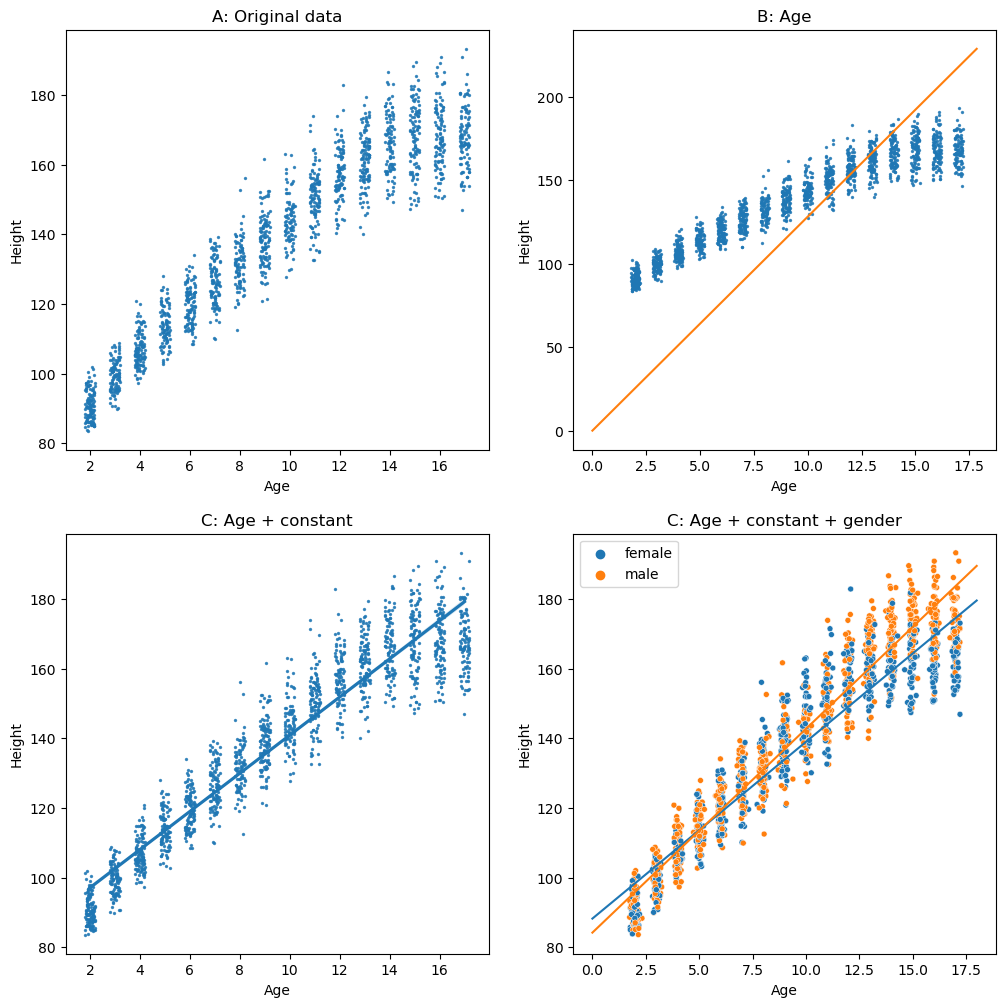 A: Original data
Height
180
160
140
120
100
80
2 4 6 8 10 12 14 16
Age
B: Age
Height
200
150
100
50
0
0.0 2.5 5.0 7.5 10.0 12.5 15.0 17.5
Age
C: Age + constant
Height
180
160
140
120
100
80
2 4 6 8 10 12 14 16
Age
C: Age + constant + gender
female
male
Height
180
160
140
120
100
80
0.0 2.5 5.0 7.5 10.0 12.5 15.0 17.5
Age